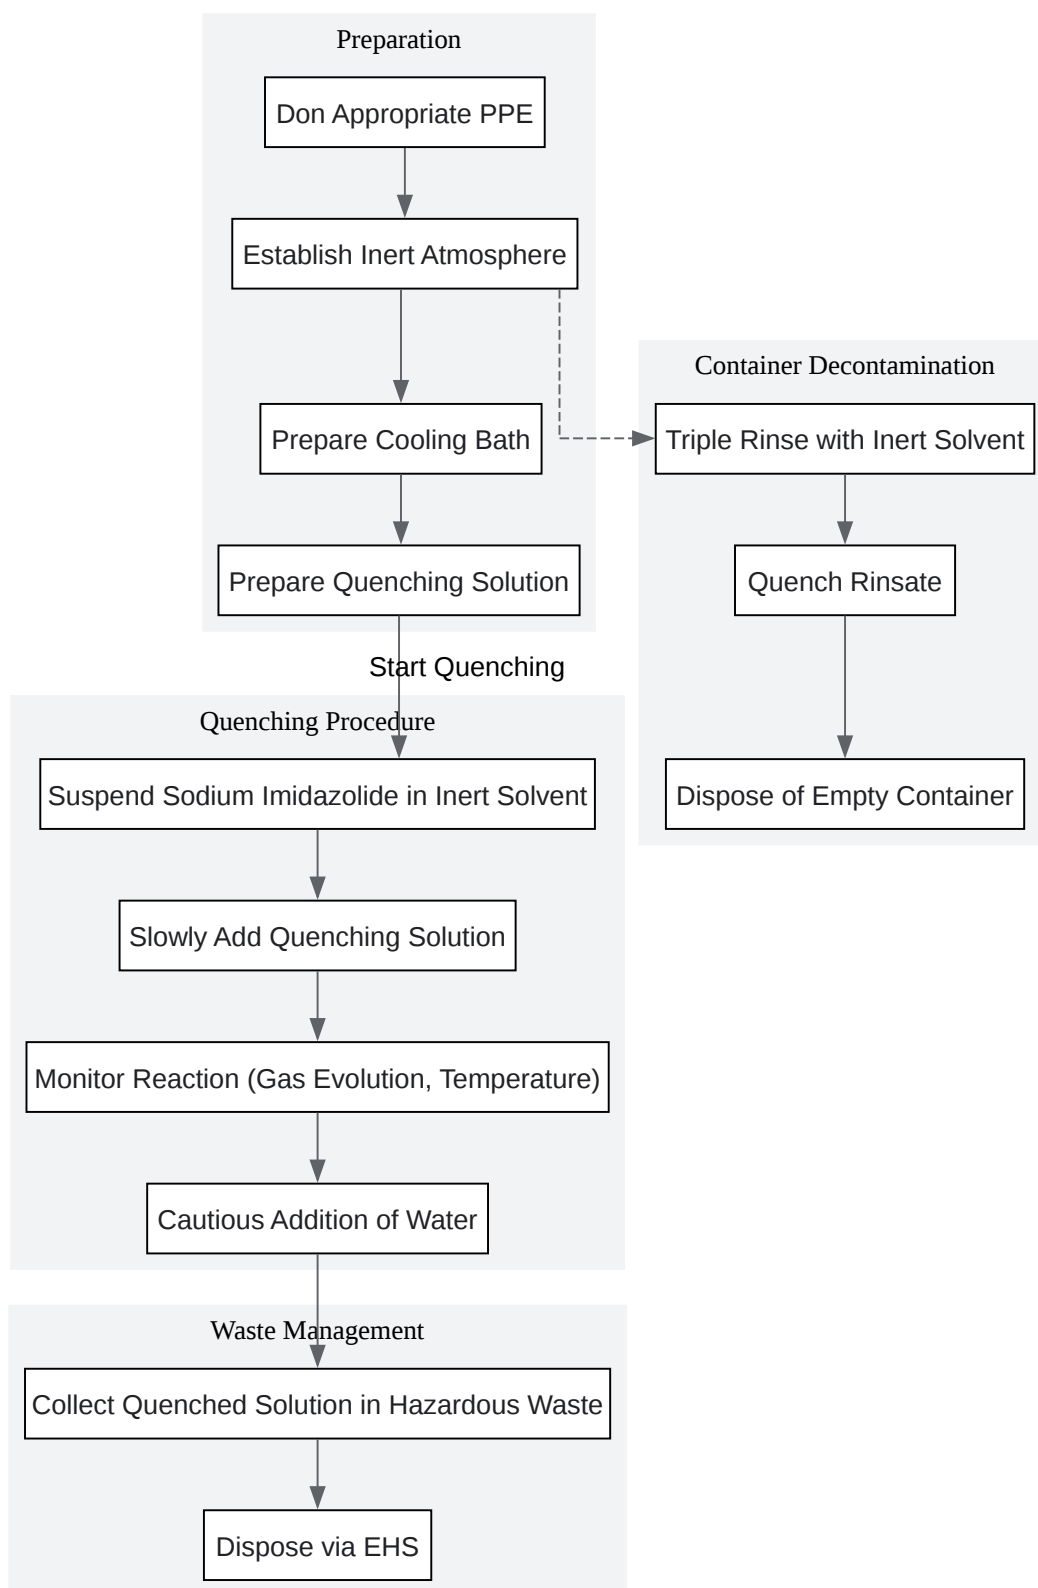 Preparation
Don Appropriate PPE
Establish Inert Atmosphere
Prepare Cooling Bath
Prepare Quenching Solution
Container Decontamination
Triple Rinse with Inert Solvent
Quench Rinsate
Dispose of Empty Container
Start Quenching
Quenching Procedure
Suspend Sodium Imidazolide in Inert Solvent
Slowly Add Quenching Solution
Monitor Reaction (Gas Evolution, Temperature)
Cautious Addition of Water
Waste Management
Collect Quenched Solution in Hazardous Waste
Dispose via EHS